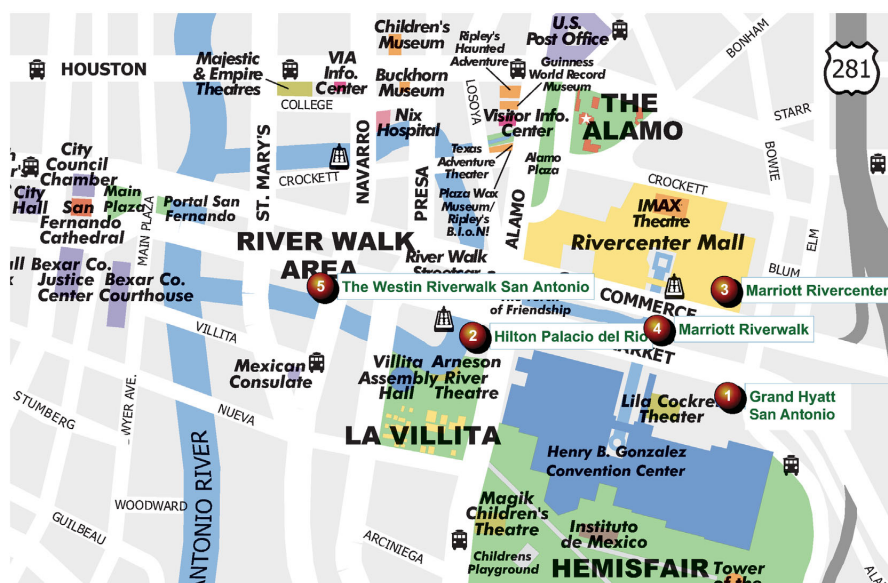 Children's
Museum
Ripley's
Haunted
Adventure
U.S.
Post Office
BONHAM
281
HOUSTON
Majestic
& Empire
Theatres
VIA
Info.
Center
Buckhorn
Museum
Guinness
World Record
Museum
COLLEGE
LOSOYA
Nix
Hospital
Visitor Info.
Center
THE
ALAMO
STARR
BOWIE
City
Council
Chamber
ST. MARY'S
NAVARRO
CROCKETT
PRESA
Texas
Adventure
Theater
Alamo
Plaza
CROCKETT
City
Hall
San
Fernando
Cathedral
Main
Plaza
MAIN PLAZA
Portal San
Fernando
Plaza Wax
Museum/
Ripley's
B.I.o.N!
ALAMO
IMAX
Theatre
Rivercenter Mall
ELM
BLUM
RIVER WALK
AREA
River Walk
Bexar Co.
Justice
Center
Bexar Co.
Courthouse
5
The Westin Riverwalk San Antonio
of Friendship
COMMERCE
3
Marriott Rivercenter
VILLITA
2
Hilton Palacio del Rio
4
Marriott Riverwalk
Mexican
Consulate
Villita
Assembly
Hall
Arneson
River
Theatre
1
Grand Hyatt
San Antonio
Lila Cockrell
Theater
STUMBERG
NUEVA
LA VILLITA
Henry B. Gonzalez
Convention Center
WOODWARD
GUILBEAU
ANTONIO RIVER
ARCINIEGA
Magik
Children's
Theatre
Instituto
de Mexico
Childrens
Playground
HEMISFAIR
Tower
of the